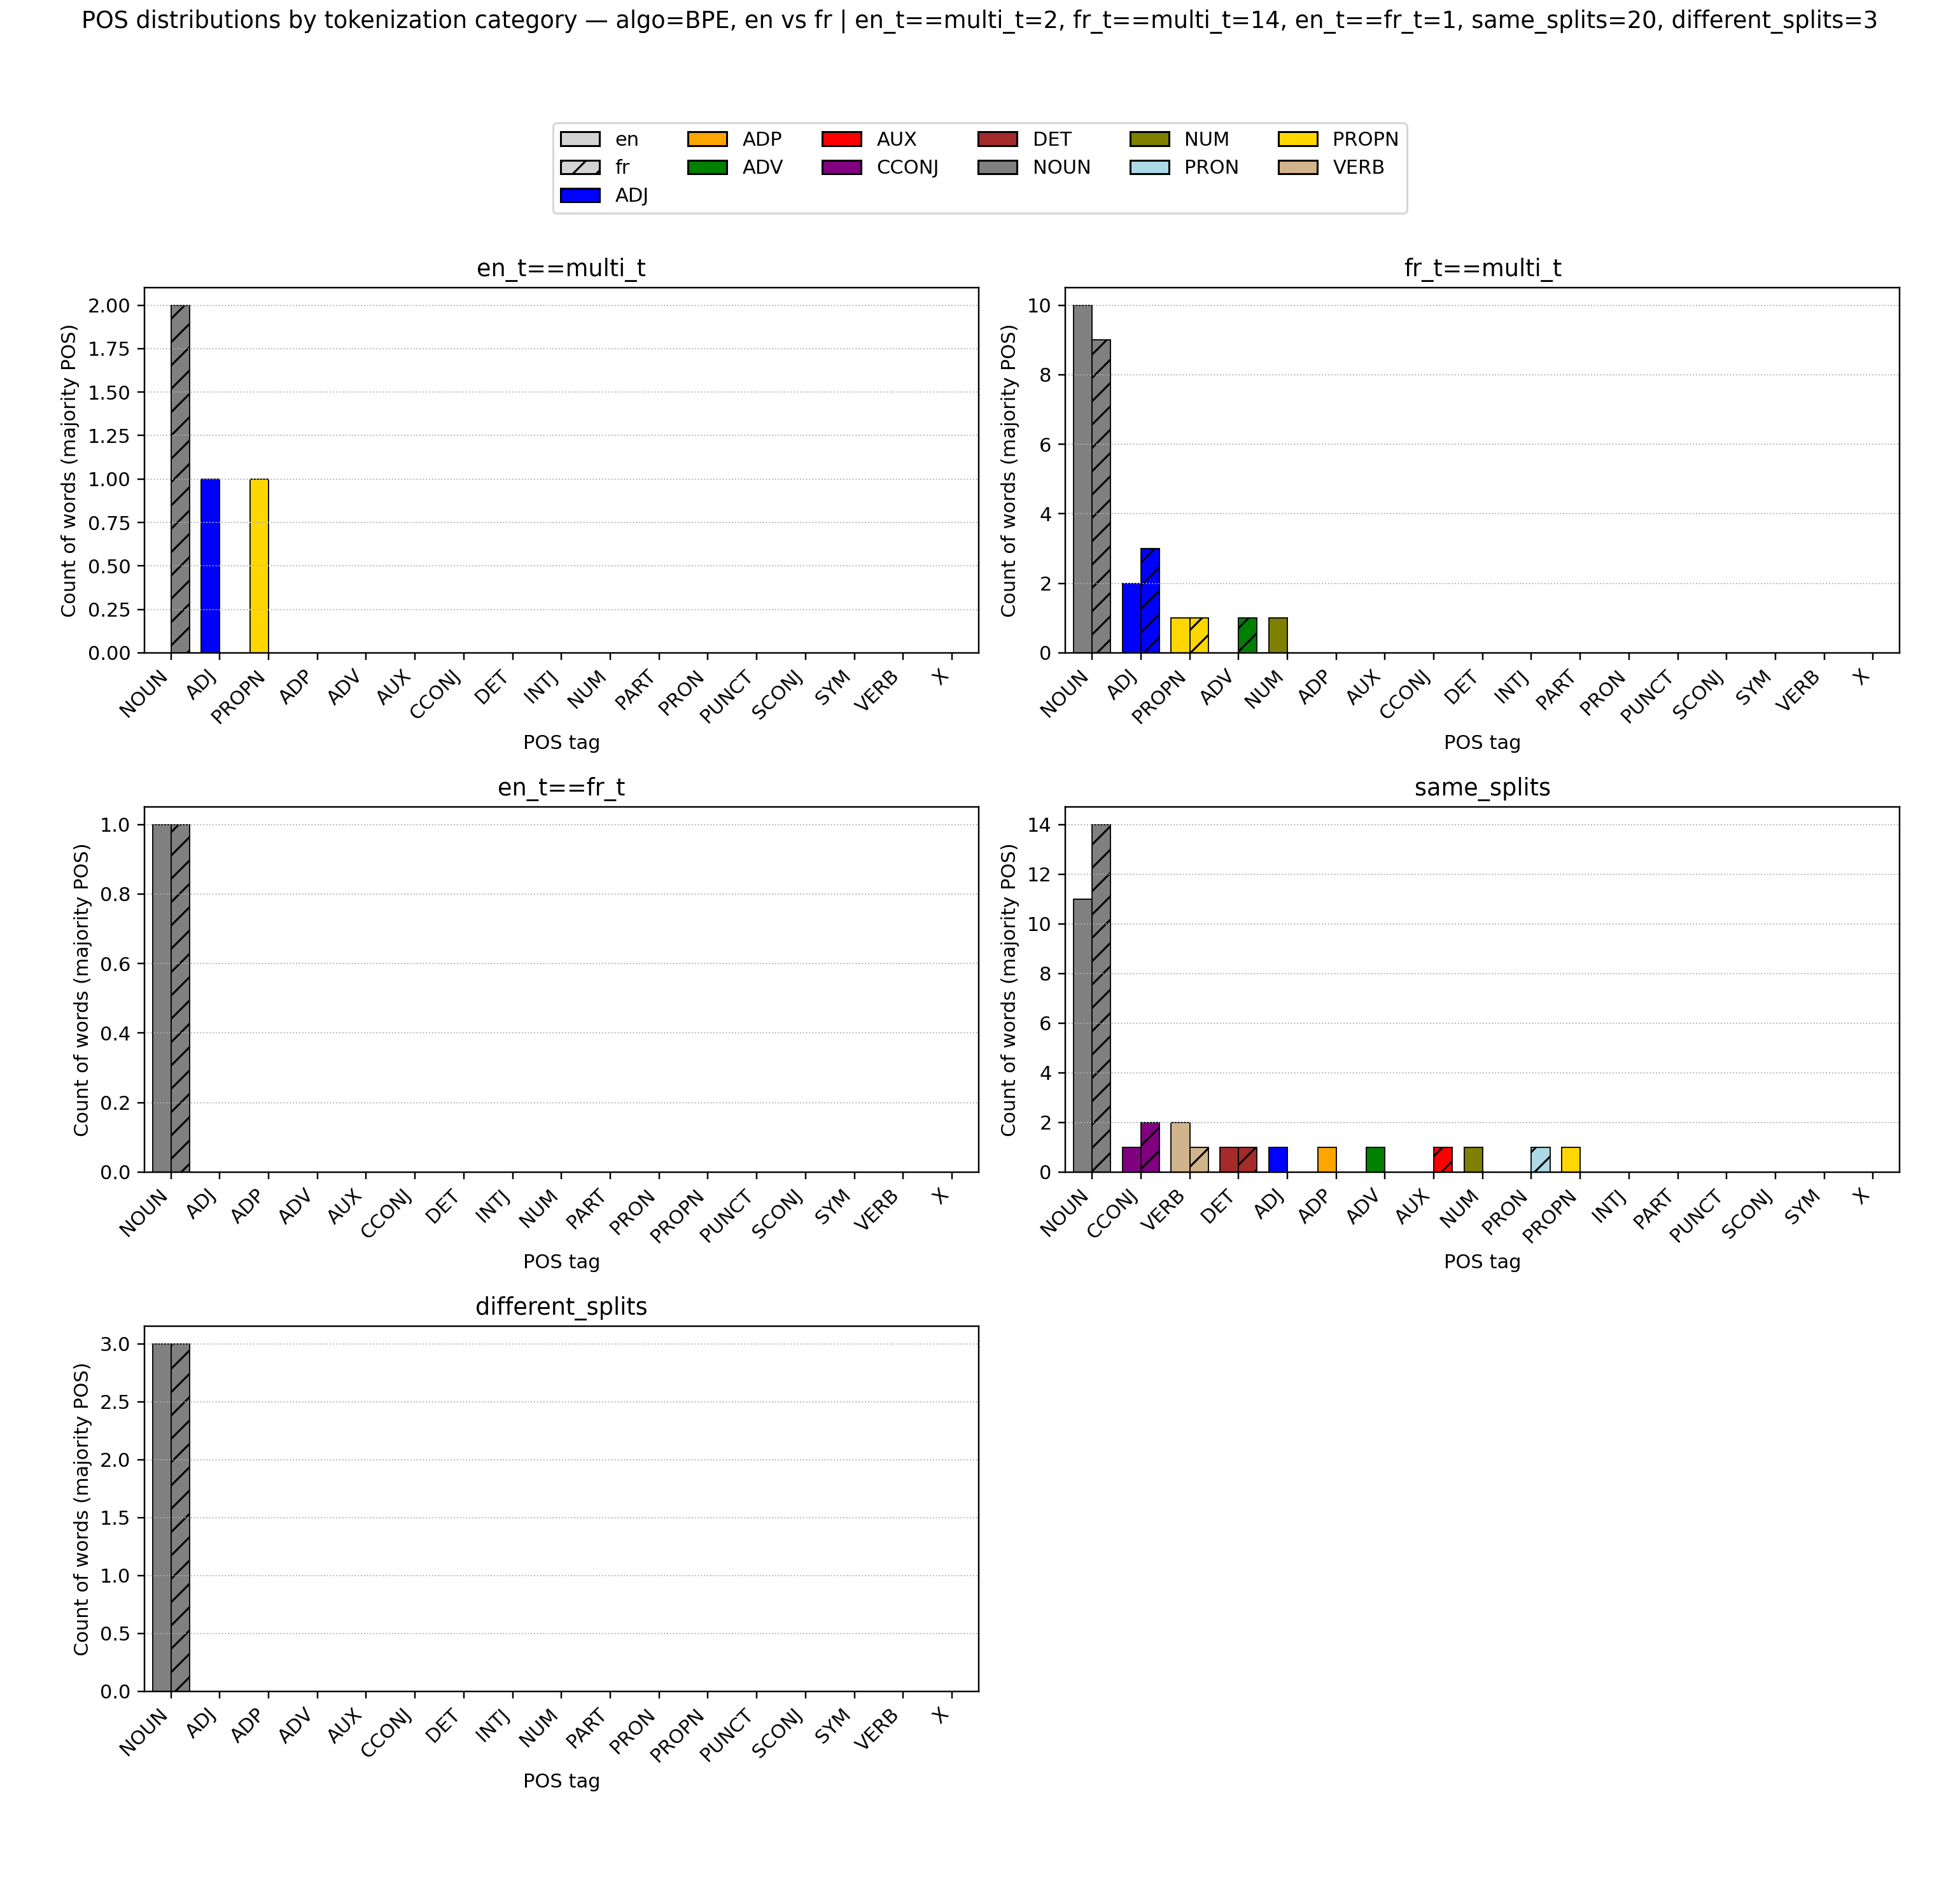 POS distributions by tokenization category — algo=BPE, en vs fr | en_t==multi_t=2, fr_t==multi_t=14, en_t==fr_t=1, same_splits=20, different_splits=3
en ADP AUX DET NUM PROPN
fr ADV CCONJ NOUN PRON VERB
ADJ
en_t==multi_t
Count of words (majority POS)
2.00
1.75
1.50
1.25
1.00
0.75
0.50
0.25
0.00
NOUN ADJ PROPN ADP ADV AUX CCONJ DET INTJ NUM PART PRON PUNCT SCONJ SYM VERB X
POS tag
fr_t==multi_t
Count of words (majority POS)
10
8
6
4
2
0
NOUN ADJ PROPN ADV NUM ADP AUX CCONJ DET INTJ PART PRON PUNCT SCONJ SYM VERB X
POS tag
en_t==fr_t
Count of words (majority POS)
1.0
0.8
0.6
0.4
0.2
0.0
NOUN ADJ ADP ADV AUX CCONJ DET INTJ NUM PART PRON PROPN PUNCT SCONJ SYM VERB X
POS tag
same_splits
Count of words (majority POS)
14
12
10
8
6
4
2
0
NOUN CCONJ VERB DET ADJ ADP ADV AUX NUM PRON PROPN INTJ PART PUNCT SCONJ SYM X
POS tag
different_splits
Count of words (majority POS)
3.0
2.5
2.0
1.5
1.0
0.5
0.0
NOUN ADJ ADP ADV AUX CCONJ DET INTJ NUM PART PRON PROPN PUNCT SCONJ SYM VERB X
POS tag